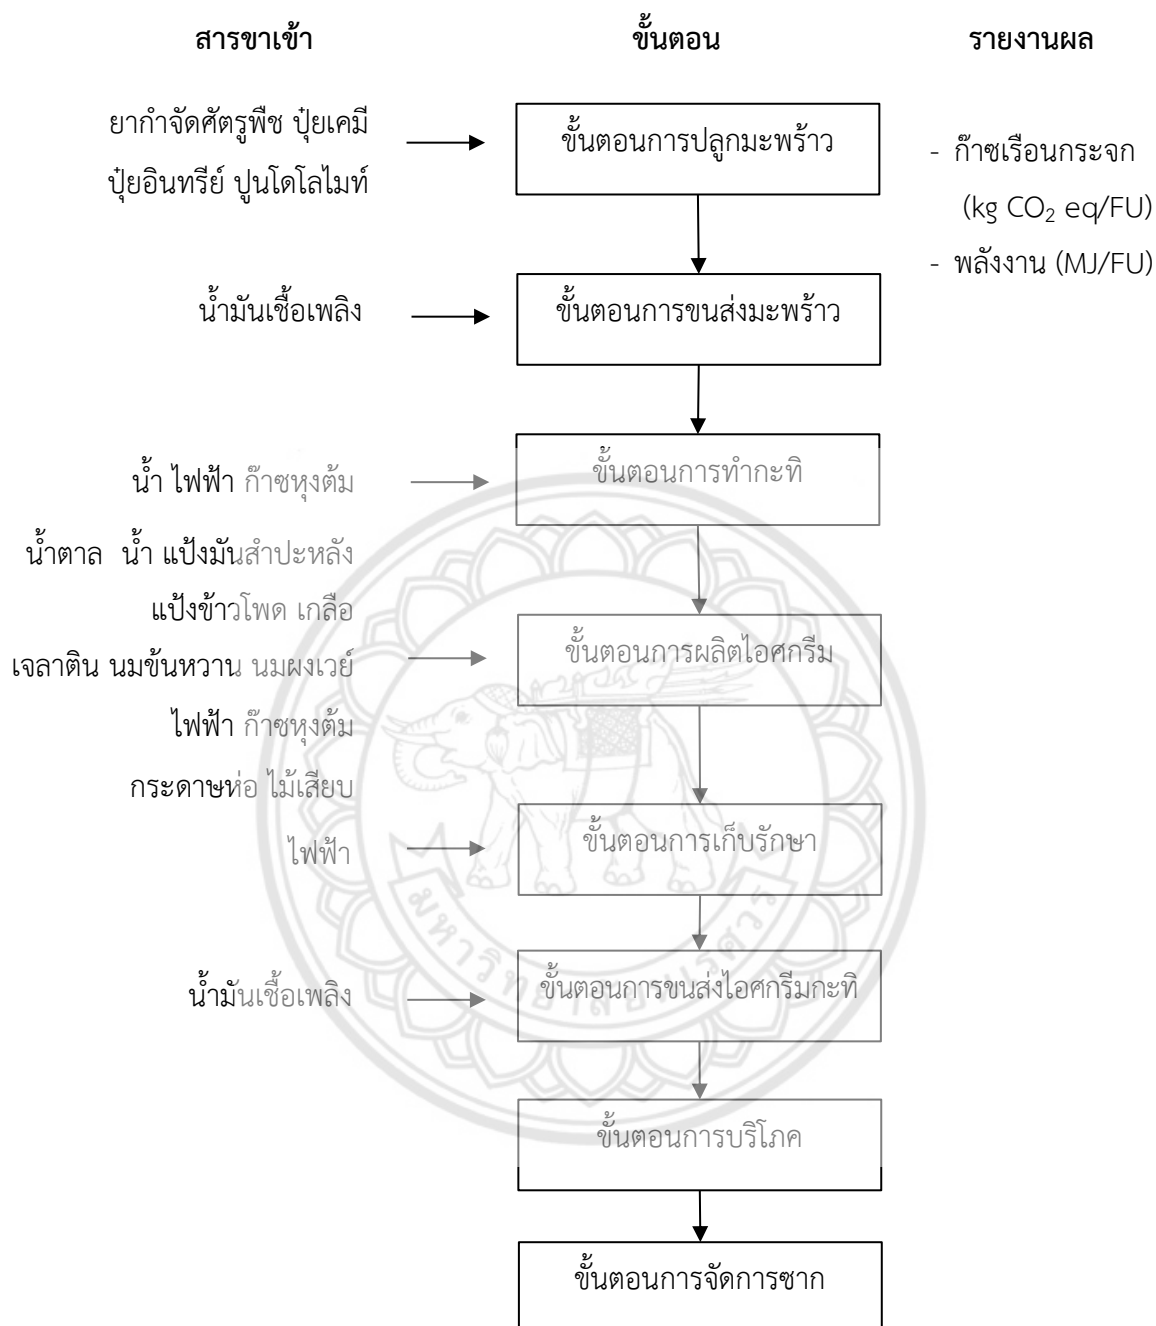 สารขาเข้า ขั้นตอน รายงานผล
ยากำจัดศัตรูพืช ปุ๋ยเคมี
ปุ๋ยอินทรีย์ ปูนโดโลไมท์
ขั้นตอนการปลูกมะพร้าว
- ก๊าซเรือนกระจก
(kg CO₂ eq/FU)
- พลังงาน (MJ/FU)
น้ำมันเชื้อเพลิง
ขั้นตอนการขนส่งมะพร้าว
น้ำ ไฟฟ้า ก๊าซหุงต้ม
ขั้นตอนการทำกะทิ
น้ำตาล น้ำ แป้งมันสำปะหลัง
แป้งข้าวโพด เกลือ
เจลาติน นมข้นหวาน นมผงเวย์
ไฟฟ้า ก๊าซหุงต้ม
กระดาษห่อ ไม้เสียบ
ขั้นตอนการผลิตไอศกรีม
ไฟฟ้า
ขั้นตอนการเก็บรักษา
น้ำมันเชื้อเพลิง
ขั้นตอนการขนส่งไอศกรีมกะทิ
ขั้นตอนการบริโภค
ขั้นตอนการจัดการซาก
มหาวิทยาลัยนเรศวร